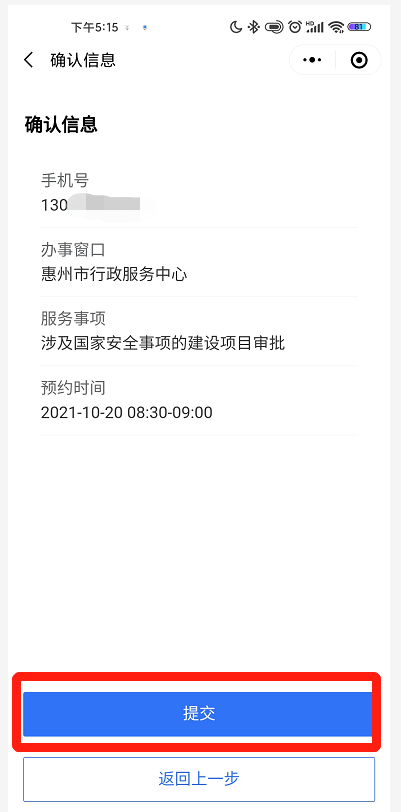 下午5:15
HD
81
确认信息
确认信息
手机号
130
办事窗口
惠州市行政服务中心
服务事项
涉及国家安全事项的建设项目审批
预约时间
2021-10-20 08:30-09:00
提交
返回上一步